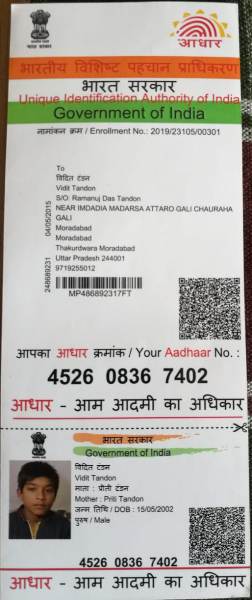 आधार
भारतीय विशिष्ट पहचान प्राधिकरण
भारत सरकार
Unique Identification Authority of India
Government of India
नामांकन क्रम / Enrollment No.: 2019/23105/00301
To
विदित टंडन
Vidit Tandon
S/O: Ramanuj Das Tandon
NEAR IMDADIA MADARSA ATTARO GALI CHAURAHA
GALI
Moradabad
Moradabad
Thakurdwara Moradabad
Uttar Pradesh 244001
9719255012
04/05/2015
248689231
MP486892317FT
आपका आधार क्रमांक / Your Aadhaar No. :
4526 0836 7402
आधार - आम आदमी का अधिकार
भारत सरकार
Government of India
विदित टंडन
Vidit Tandon
माता : प्रीती टंडन
Mother : Priti Tandon
जन्म तिथि / DOB : 15/05/2002
पुरुष / Male
4526 0836 7402
आधार - आम आदमी का अधिकार